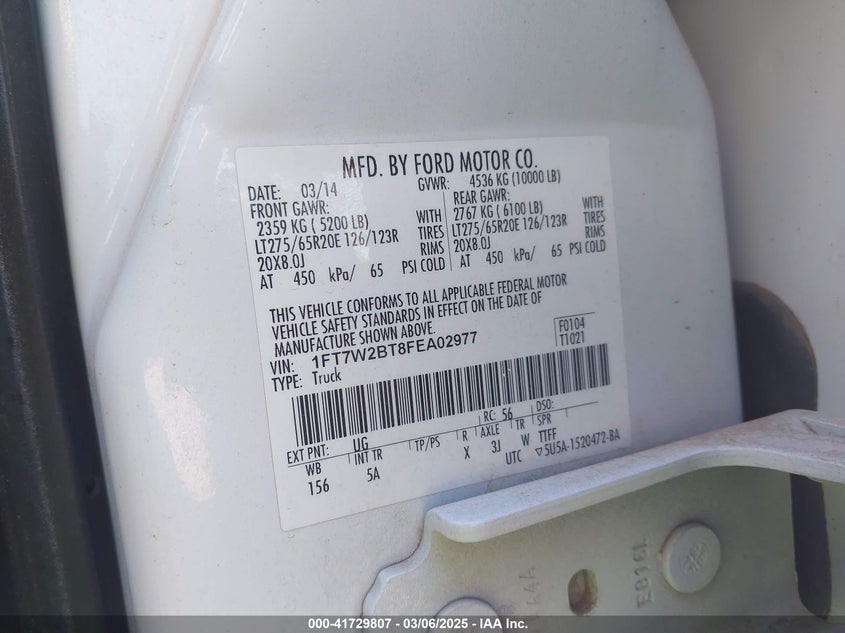 MFD. BY FORD MOTOR CO.
DATE: 03/14 GVWR: 4536 KG (10000 LB)
FRONT GAWR: REAR GAWR:
2359 KG ( 5200 LB) WITH 2767 KG ( 6100 LB) WITH
LT275/65R20E 126/123R TIRES LT275/65R20E 126/123R TIRES
20X8.0J RIMS 20X8.0J RIMS
AT 450 kPa/ 65 PSI COLD AT 450 kPa/ 65 PSI COLD
THIS VEHICLE CONFORMS TO ALL APPLICABLE FEDERAL MOTOR
VEHICLE SAFETY STANDARDS IN EFFECT ON THE DATE OF
MANUFACTURE SHOWN ABOVE.
VIN: 1FT7W2BT8FEA02977
F0104
T1021
TYPE: Truck
EXT PNT: UG RC: 56 DSO:
WB INT TR TP/PS R AXLE TR SPR
156 5A X 3J W TTFF
UTC ▽5U5A-1520472-BA
E8161
000-41729807 - 03/06/2025 - IAA Inc.